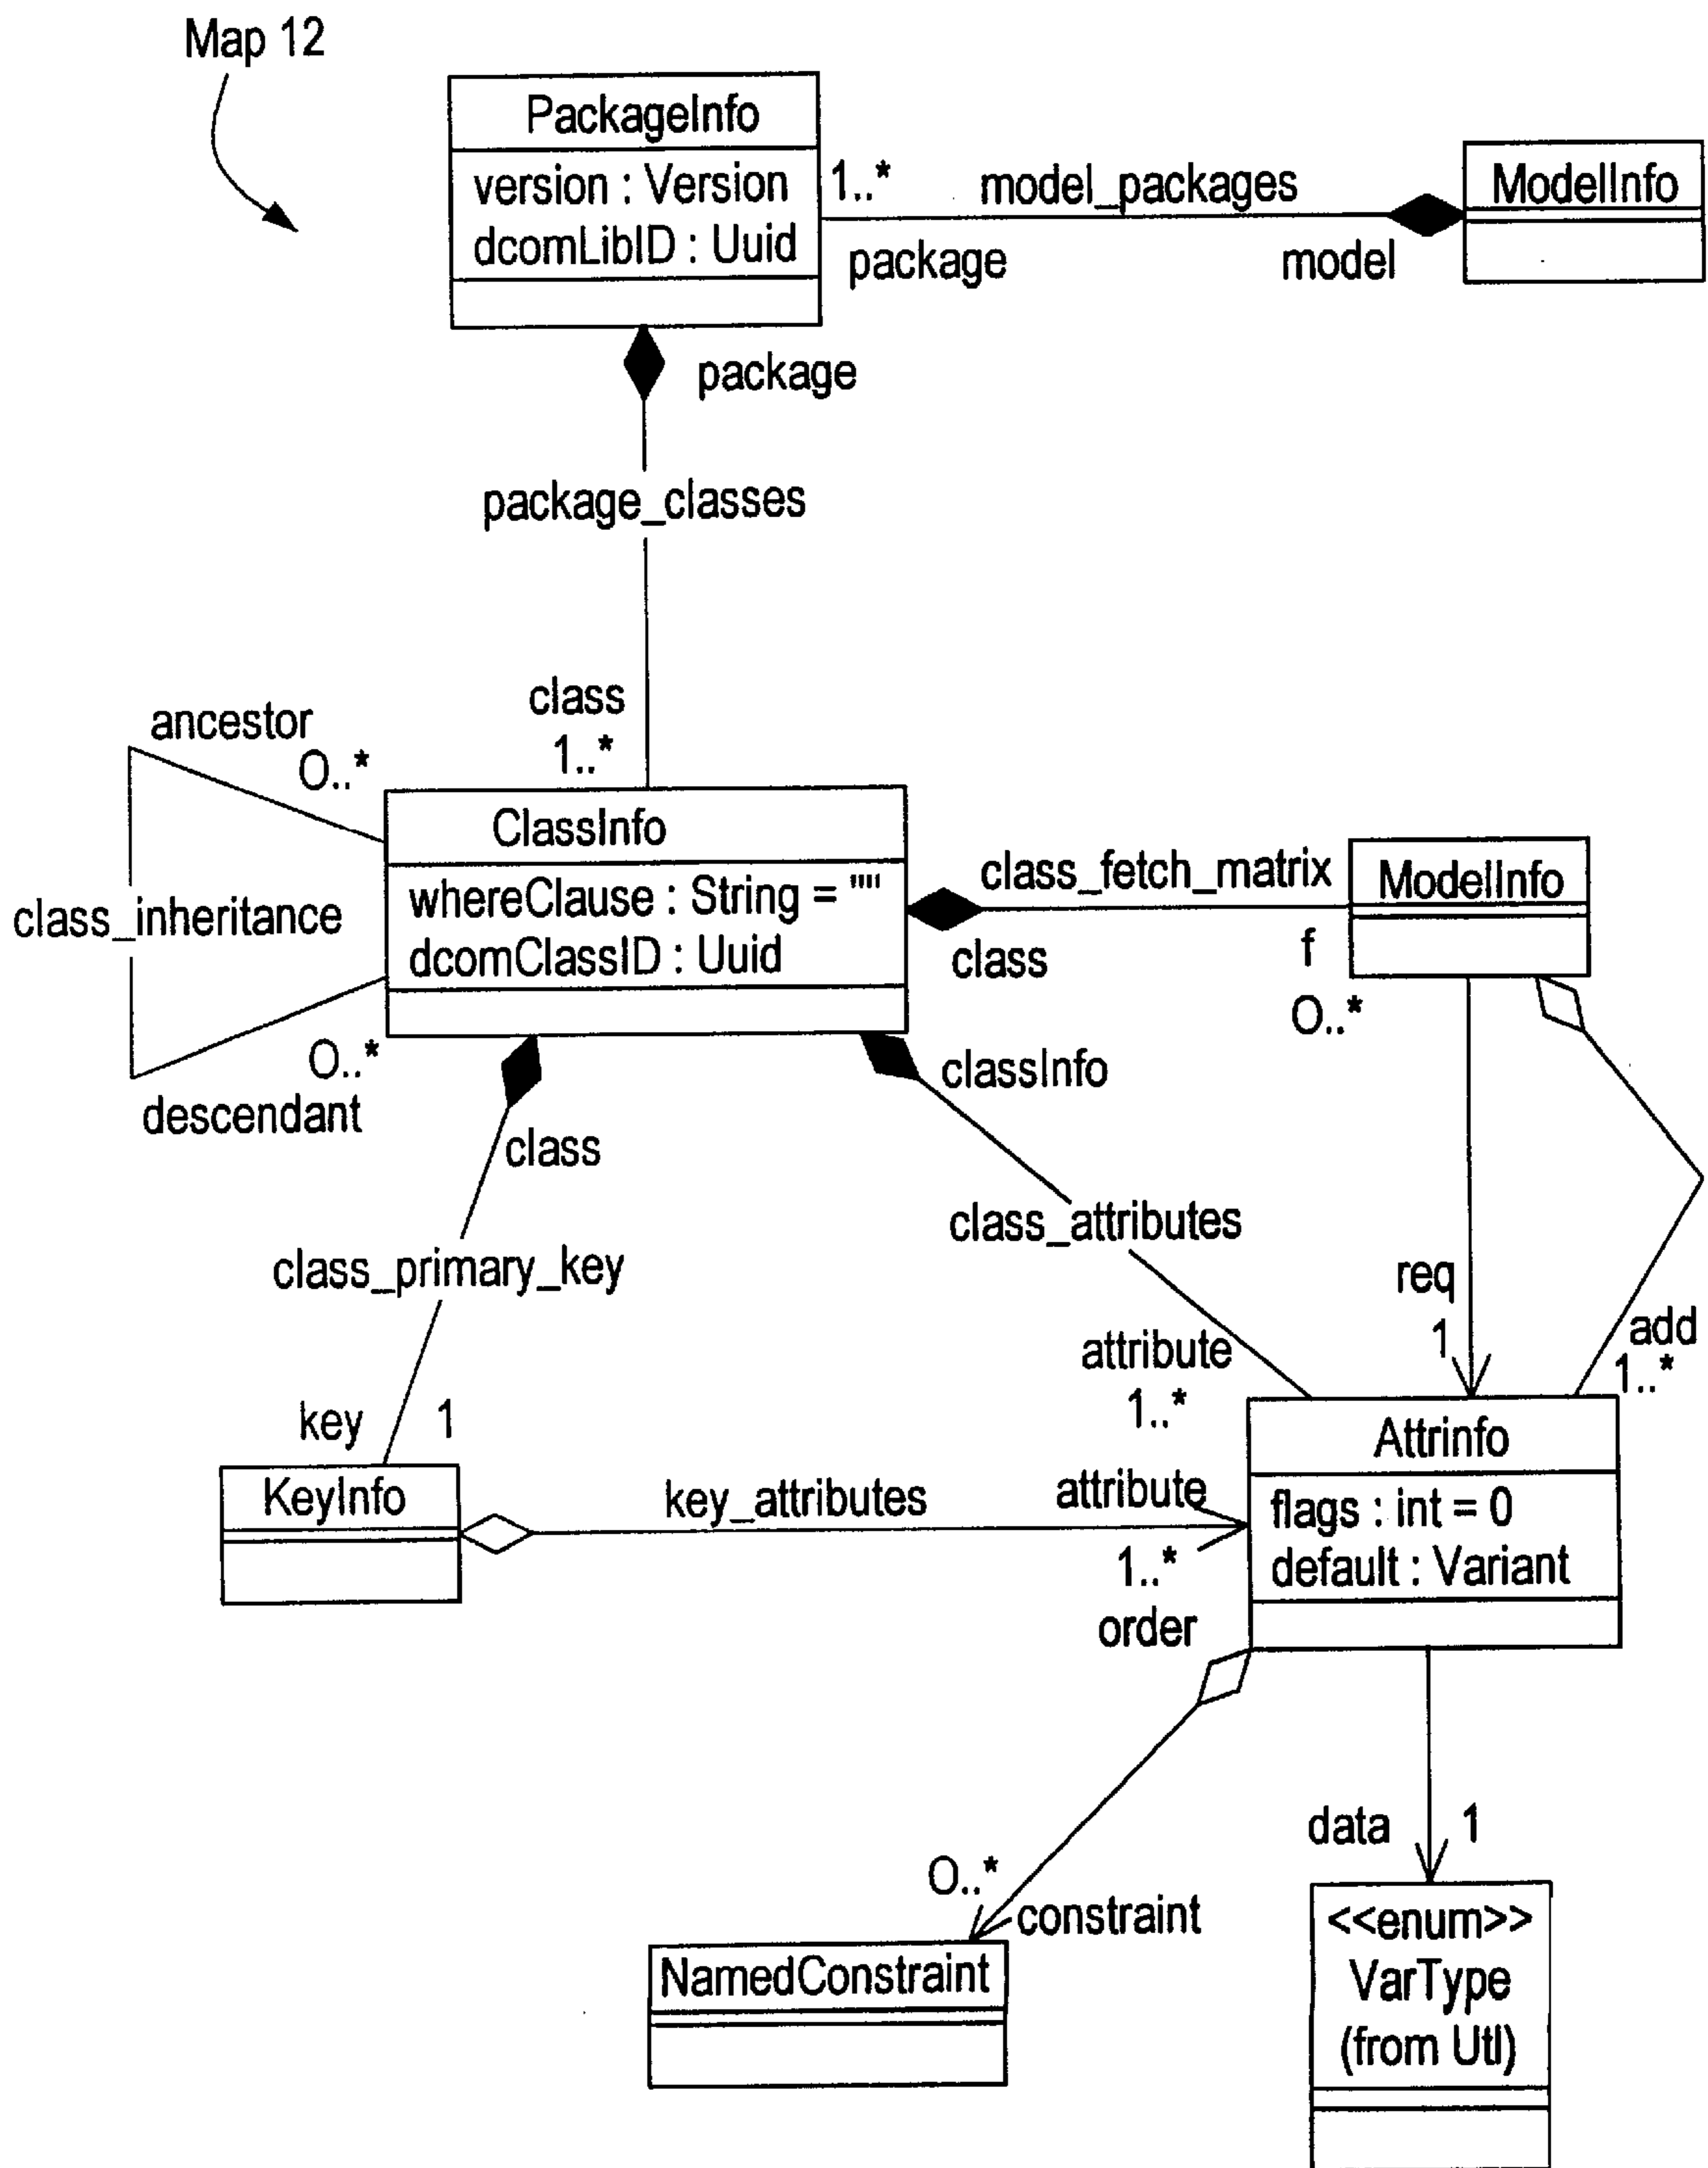 Map 12
PackageInfo
version : Version
dcomLibID : Uuid
1..*
model_packages
package
model
ModelInfo
package
package_classes
class
1..*
ancestor
O..*
class_inheritance
O..*
descendant
ClassInfo
whereClause : String = ""
dcomClassID : Uuid
class_fetch_matrix
class
f
O..*
ModelInfo
classInfo
class
class_attributes
class_primary_key
req
1
add
1..*
attribute
1..*
key
1
KeyInfo
key_attributes
attribute
1..*
order
Attrinfo
flags : int = 0
default : Variant
data
1
O..*
constraint
NamedConstraint
<<enum>>
VarType
(from Utl)